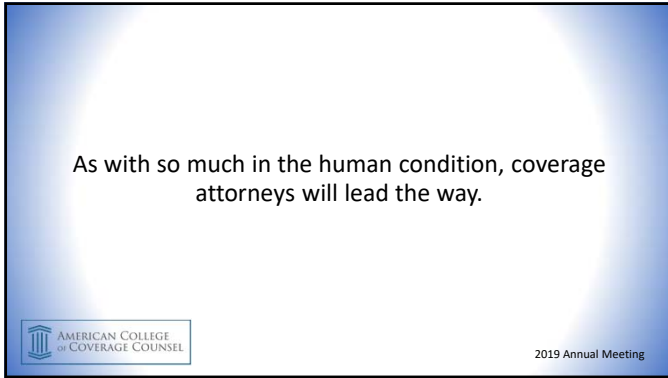 As with so much in the human condition, coverage
attorneys will lead the way.
AMERICAN COLLEGE
OF COVERAGE COUNSEL
2019 Annual Meeting